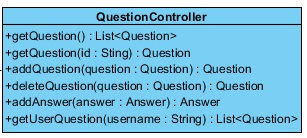 QuestionController
+getQuestion() : List<Question>
+getQuestion(id : Sting) : Question
+addQuestion(question : Question) : Question
+deleteQuestion(question : Question) : Question
+addAnswer(answer : Answer) : Answer
+getUserQuestion(username : String) : List<Question>